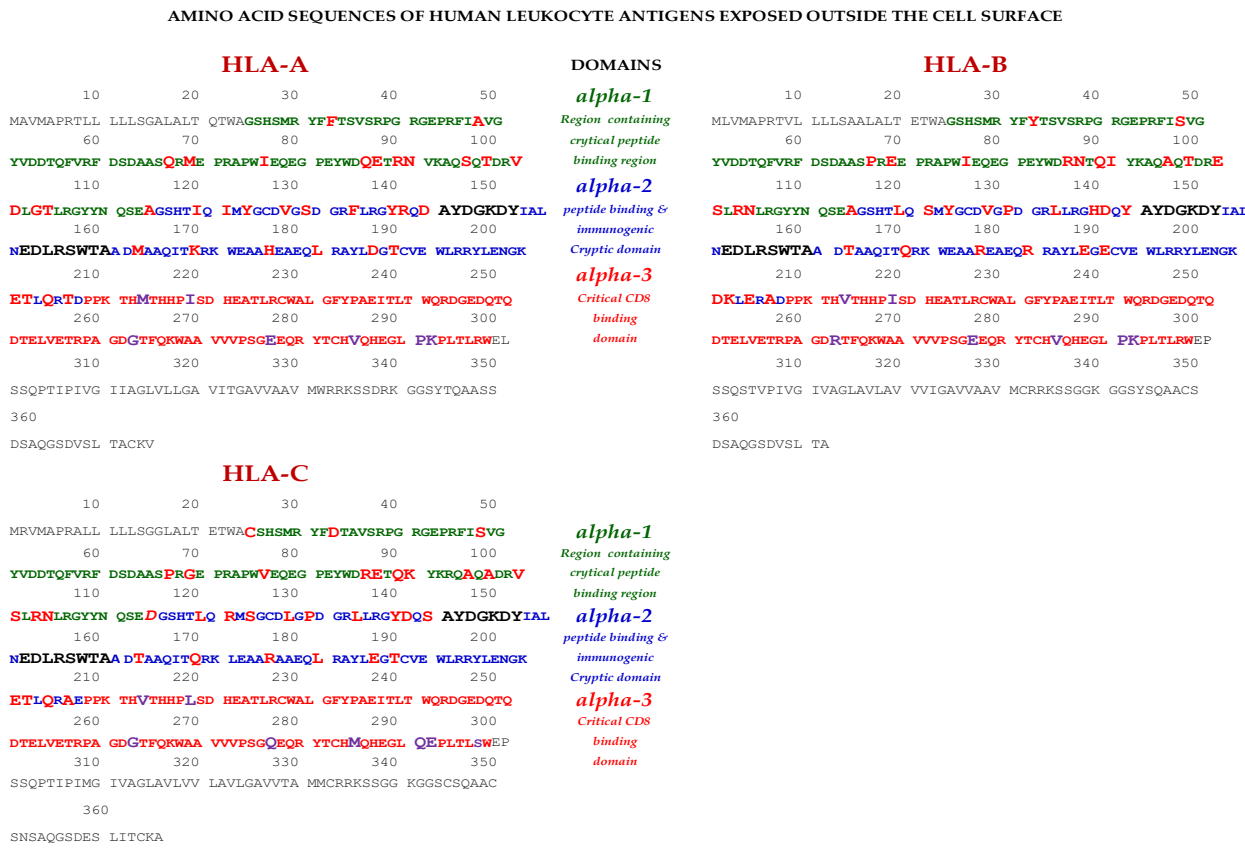 AMINO ACID SEQUENCES OF HUMAN LEUKOCYTE ANTIGENS EXPOSED OUTSIDE THE CELL SURFACE
HLA-A
10 20 30 40 50
MAVMAPRTLL LLLSGALALT QTWAGSHSMR YFFTSVSRPG RGEPRFIAVG
60 70 80 90 100
YVDDTQFVRF DSDAASQRME PRAPWIEQEG PEYWDQETRN VKAQSQTDRV
110 120 130 140 150
DLGTLRGYYN QSEAGSHTIQ IMYGCDVGSD GRFLRGYRQD AYDGKDYIAL
160 170 180 190 200
NEDLRSWTAAD MAAQITKRK WEAAHEAEQL RAYLDGTCVE WLRRYLENGK
210 220 230 240 250
ETLQRTDPPK THMTHHPISD HEATLRCWAL GFYPAEITLT WQRDGEDQTQ
260 270 280 290 300
DTELVETRPA GDGTFQKWAA VVVPSGEEQR YTCHVQHEGL PKPLTLRWEL
310 320 330 340 350
SSQPTIPIVG IIAGLVLLGA VITGAVVAAV MWRRKSSDRK GGSYTQAASS
360
DSAQGSDVSL TACKV
DOMAINS
alpha-1
Region containing
crytical peptide
binding region
alpha-2
peptide binding &
immunogenic
Cryptic domain
alpha-3
Critical CD8
binding
domain
HLA-B
10 20 30 40 50
MLVMAPRTVL LLLSAALALT ETWAGSHSMR YFYTSVSRPG RGEPRFISVG
60 70 80 90 100
YVDDTQFVRF DSDAASPREE PRAPWIEQEG PEYWDRNTQI YKAQAQTDRE
110 120 130 140 150
SLRNLRGYYN QSEAGSHTLQ SMYGCDVGPD GRLLRGHDQY AYDGKDYIAL
160 170 180 190 200
NEDLRSWTAA DTAAQITQRK WEAAREAEQR RAYLEGECVE WLRRYLENGK
210 220 230 240 250
DKLERADPPK THVTHHPISD HEATLRCWAL GFYPAEITLT WQRDGEDQTQ
260 270 280 290 300
DTELVETRPA GDRTFQKWAA VVVPSGEEQR YTCHVQHEGL PKPLTLRWEP
310 320 330 340 350
SSQSTVPIVG IVAGLAVLAV VVIGAVVAAV MCRRKSSGGK GGSYSQAACS
360
DSAQGSDVSL TA
HLA-C
10 20 30 40 50
MRVMAPRALL LLLSGGLALT ETWACSHSMR YFDTAVSRPG RGEPRFISVG
60 70 80 90 100
YVDDTQFVRF DSDAASPRGE PRAPWVEQEG PEYWDRETQK YKRQAQADRV
110 120 130 140 150
SLRNLRGYYN QSEDGSHTLQ RMSGCDLGPD GRLLRGYDQS AYDGKDYIAL
160 170 180 190 200
NEDLRSWTAA DTAAQITQRK LEAARAAEQL RAYLEGTCVE WLRRYLENGK
210 220 230 240 250
ETLQRAEPPK THVTHHPLSD HEATLRCWAL GFYPAEITLT WQRDGEDQTQ
260 270 280 290 300
DTELVETRPA GDGTFQKWAA VVVPSGQEQR YTCHMQHEGL QEPLTLSWEP
310 320 330 340 350
SSQPTIPIMG IVAGLAVLVV LAVLGAVVTA MMCRRKSSGG KGGSCSQAAC
360
SNSAQGSDES LITCKA
alpha-1
Region containing
crytical peptide
binding region
alpha-2
peptide binding &
immunogenic
Cryptic domain
alpha-3
Critical CD8
binding
domain